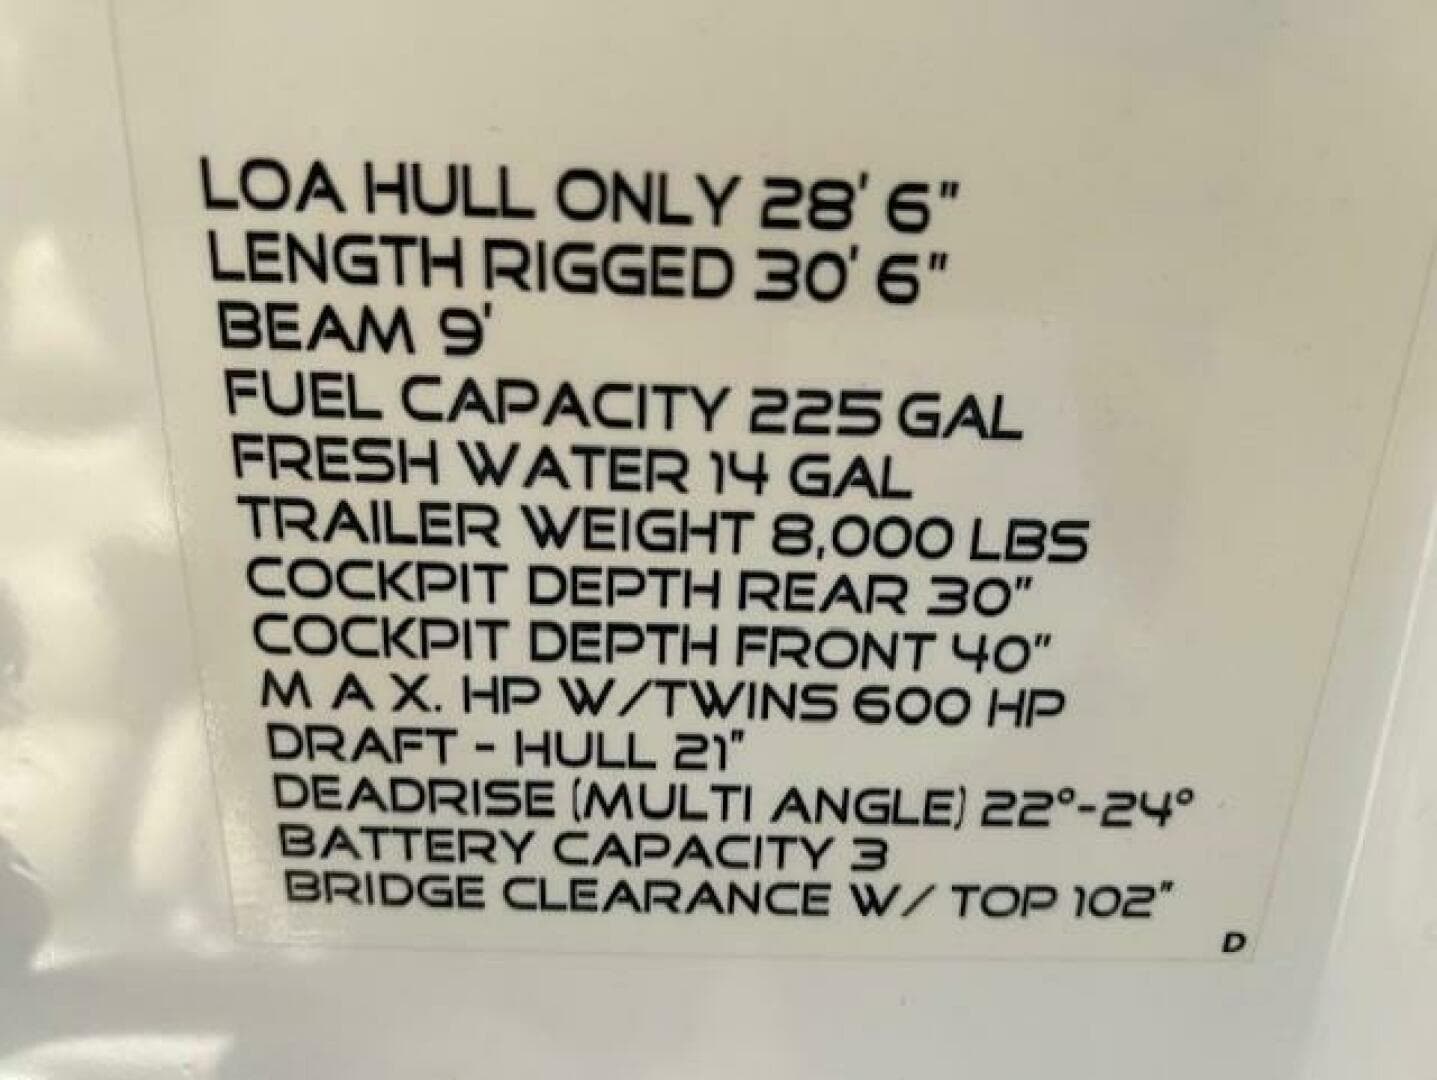 LOA HULL ONLY 28' 6"
LENGTH RIGGED 30' 6"
BEAM 9'
FUEL CAPACITY 225 GAL
FRESH WATER 14 GAL
TRAILER WEIGHT 8,000 LBS
COCKPIT DEPTH REAR 30"
COCKPIT DEPTH FRONT 40"
M A X. HP W/TWINS 600 HP
DRAFT - HULL 21"
DEADRISE (MULTI ANGLE) 22°-24°
BATTERY CAPACITY 3
BRIDGE CLEARANCE W/ TOP 102"
D